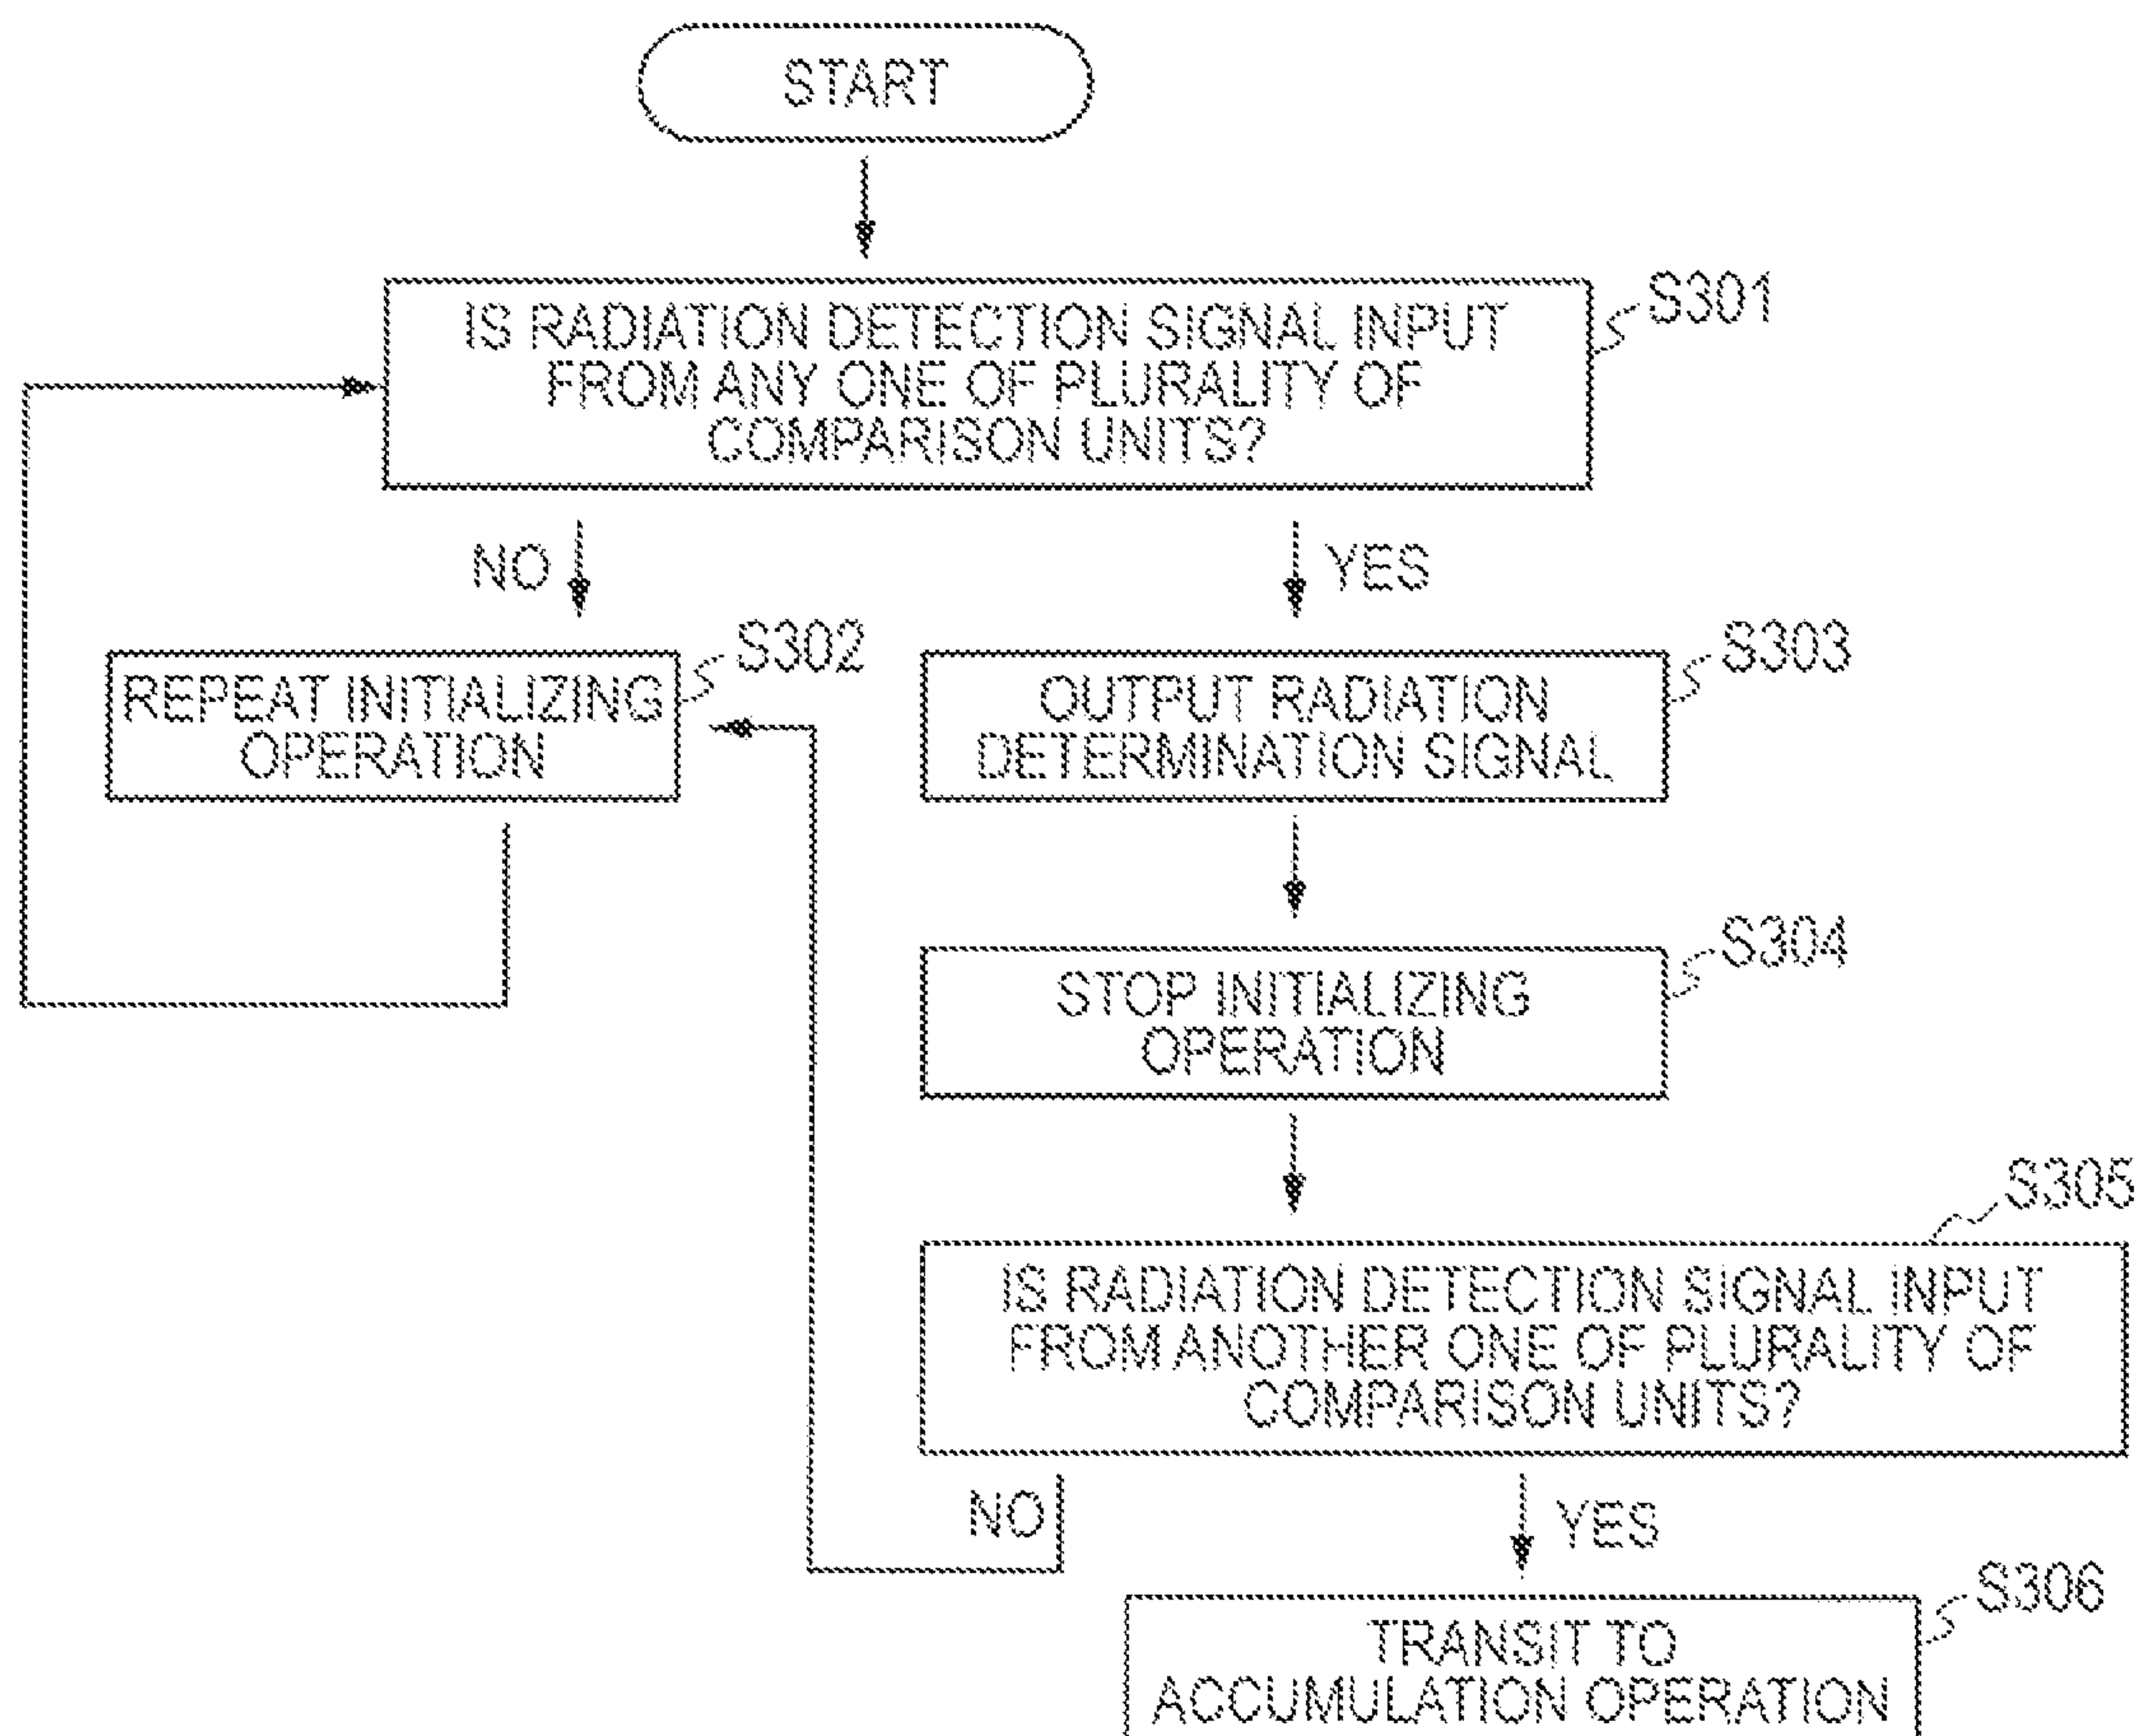 START
S301
IS RADIATION DETECTION SIGNAL INPUT
FROM ANY ONE OF PLURALITY OF
COMPARISON UNITS?
NO
YES
S302
REPEAT INITIALIZING
OPERATION
S303
OUTPUT RADIATION
DETERMINATION SIGNAL
S304
STOP INITIALIZING
OPERATION
S305
IS RADIATION DETECTION SIGNAL INPUT
FROM ANOTHER ONE OF PLURALITY OF
COMPARISON UNITS?
NO
YES
S306
TRANSIT TO
ACCUMULATION OPERATION